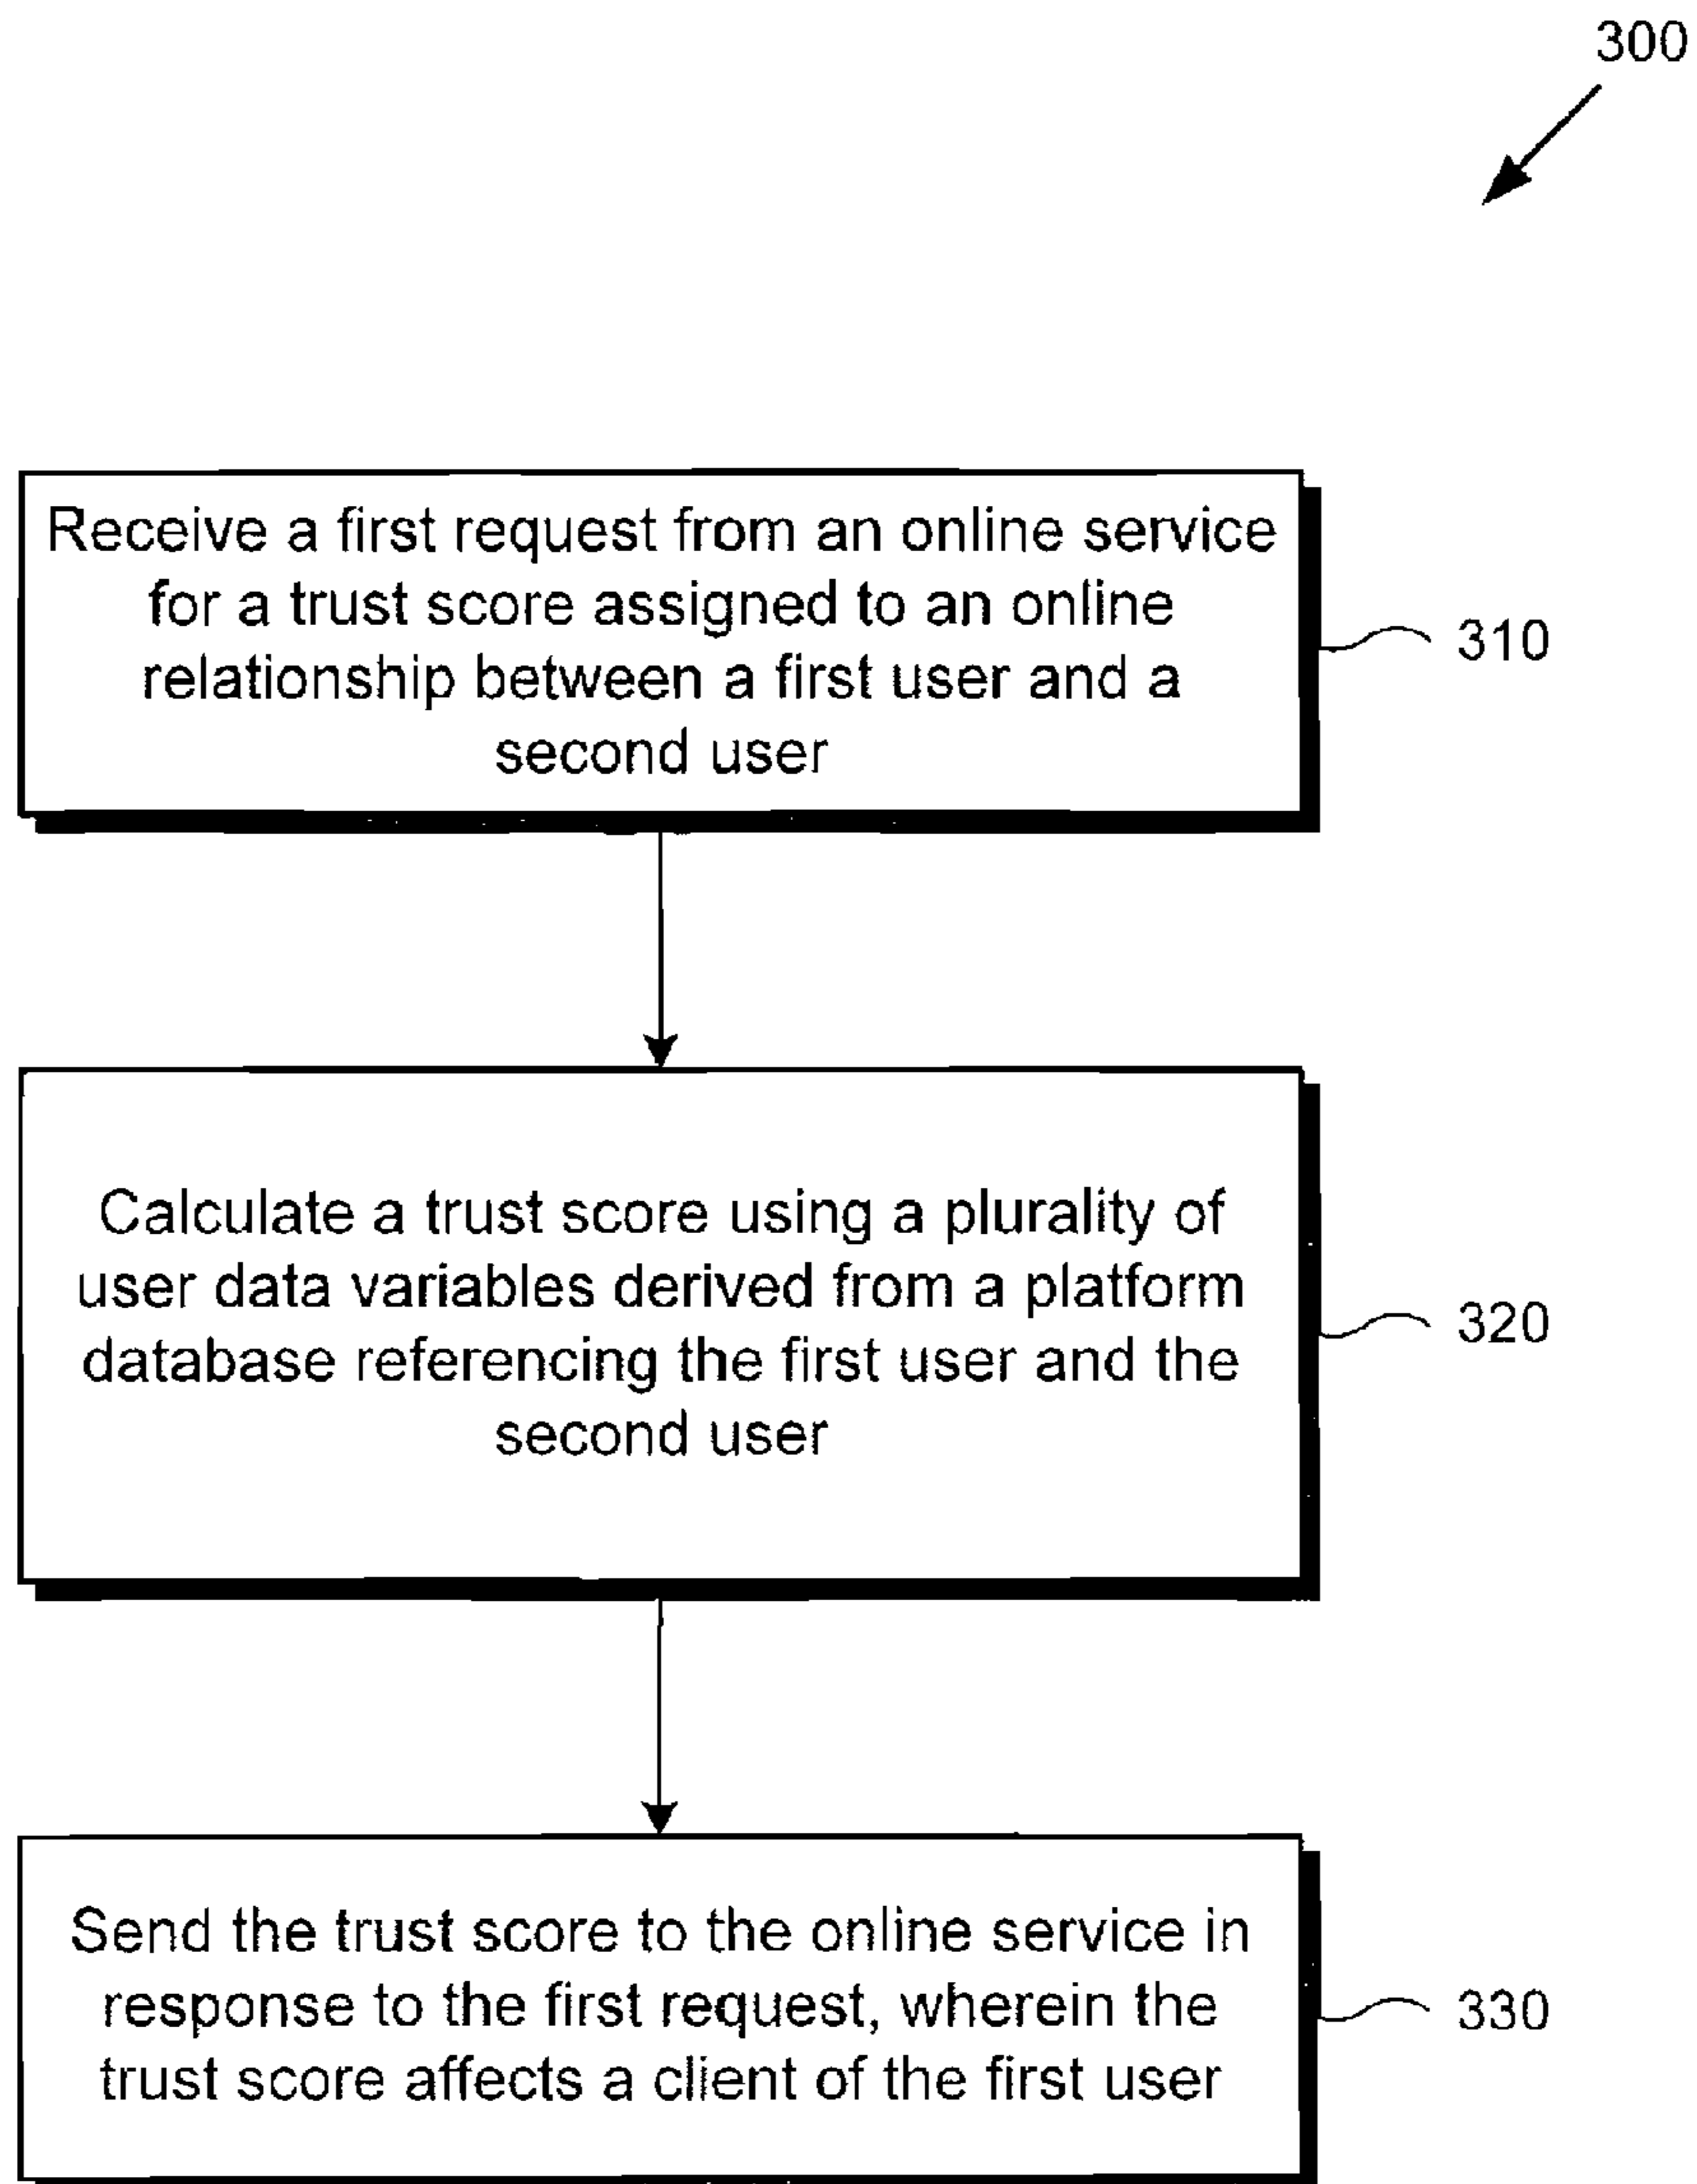 300
Receive a first request from an online service
for a trust score assigned to an online
relationship between a first user and a
second user
310
Calculate a trust score using a plurality of
user data variables derived from a platform
database referencing the first user and the
second user
320
Send the trust score to the online service in
response to the first request, wherein the
trust score affects a client of the first user
330